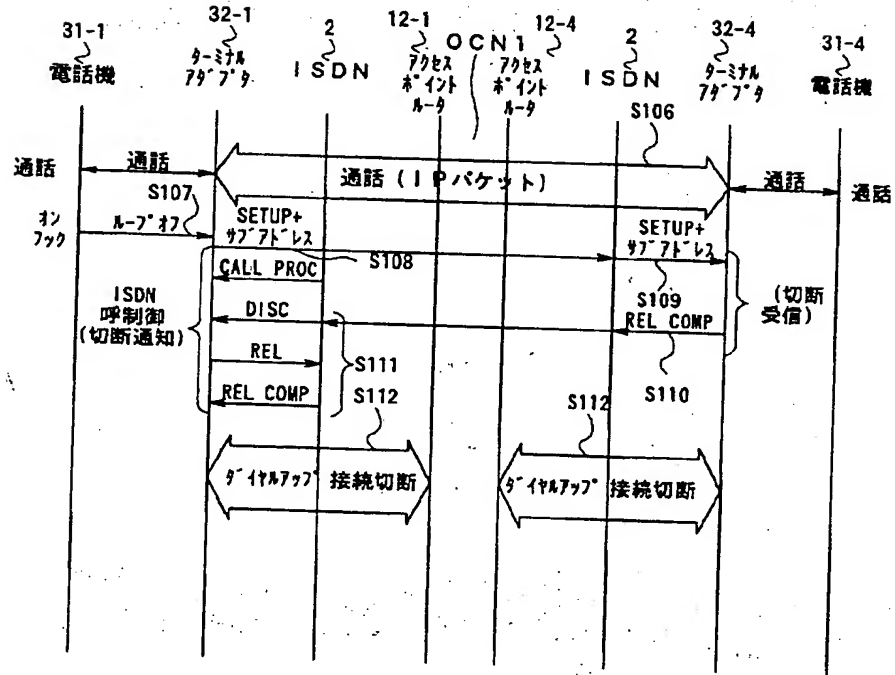 31-1
電話機
32-1
ターミナル
アダプタ
2
ISDN
12-1
アクセス
ポイント
ルータ
OCN1
12-4
アクセス
ポイント
ルータ
2
ISDN
32-4
ターミナル
アダプタ
31-4
電話機
S106
通話
通話
通話(IPパケット)
通話
通話
S107
オン
フック
ループオフ
SETUP+
サブアドレス
S108
SETUP+
サブアドレス
S109
CALL PROC
ISDN
呼制御
(切断通知)
DISC
REL COMP
(切断
受信)
REL
S111
S110
REL COMP
S112
S112
ダイヤルアップ 接続切断
ダイヤルアップ 接続切断